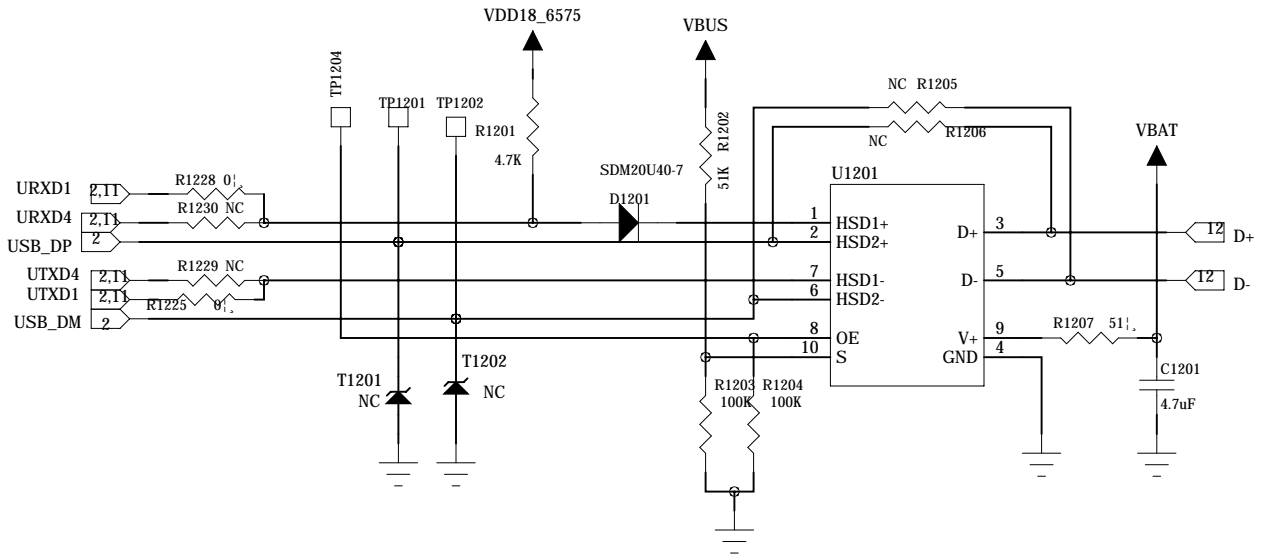 VDD18_6575
VBUS
TP1204
TP1201
TP1202
R1201
4.7K
R1202
51K
NC R1205
NC
R1206
VBAT
SDM20U40-7
D1201
U1201
URXD1
2,11
R1228 0¦¸
URXD4
2,11
R1230 NC
USB_DP
2
UTXD4
2,11
R1229 NC
UTXD1
2,11
R1225 0¦¸
USB_DM
2
1
HSD1+
2
HSD2+
7
HSD1-
6
HSD2-
8
OE
10
S
D+
3
D-
5
V+
9
GND
4
12
D+
12
D-
R1207 51¦¸
C1201
4.7uF
T1201
NC
T1202
NC
R1203
100K
R1204
100K